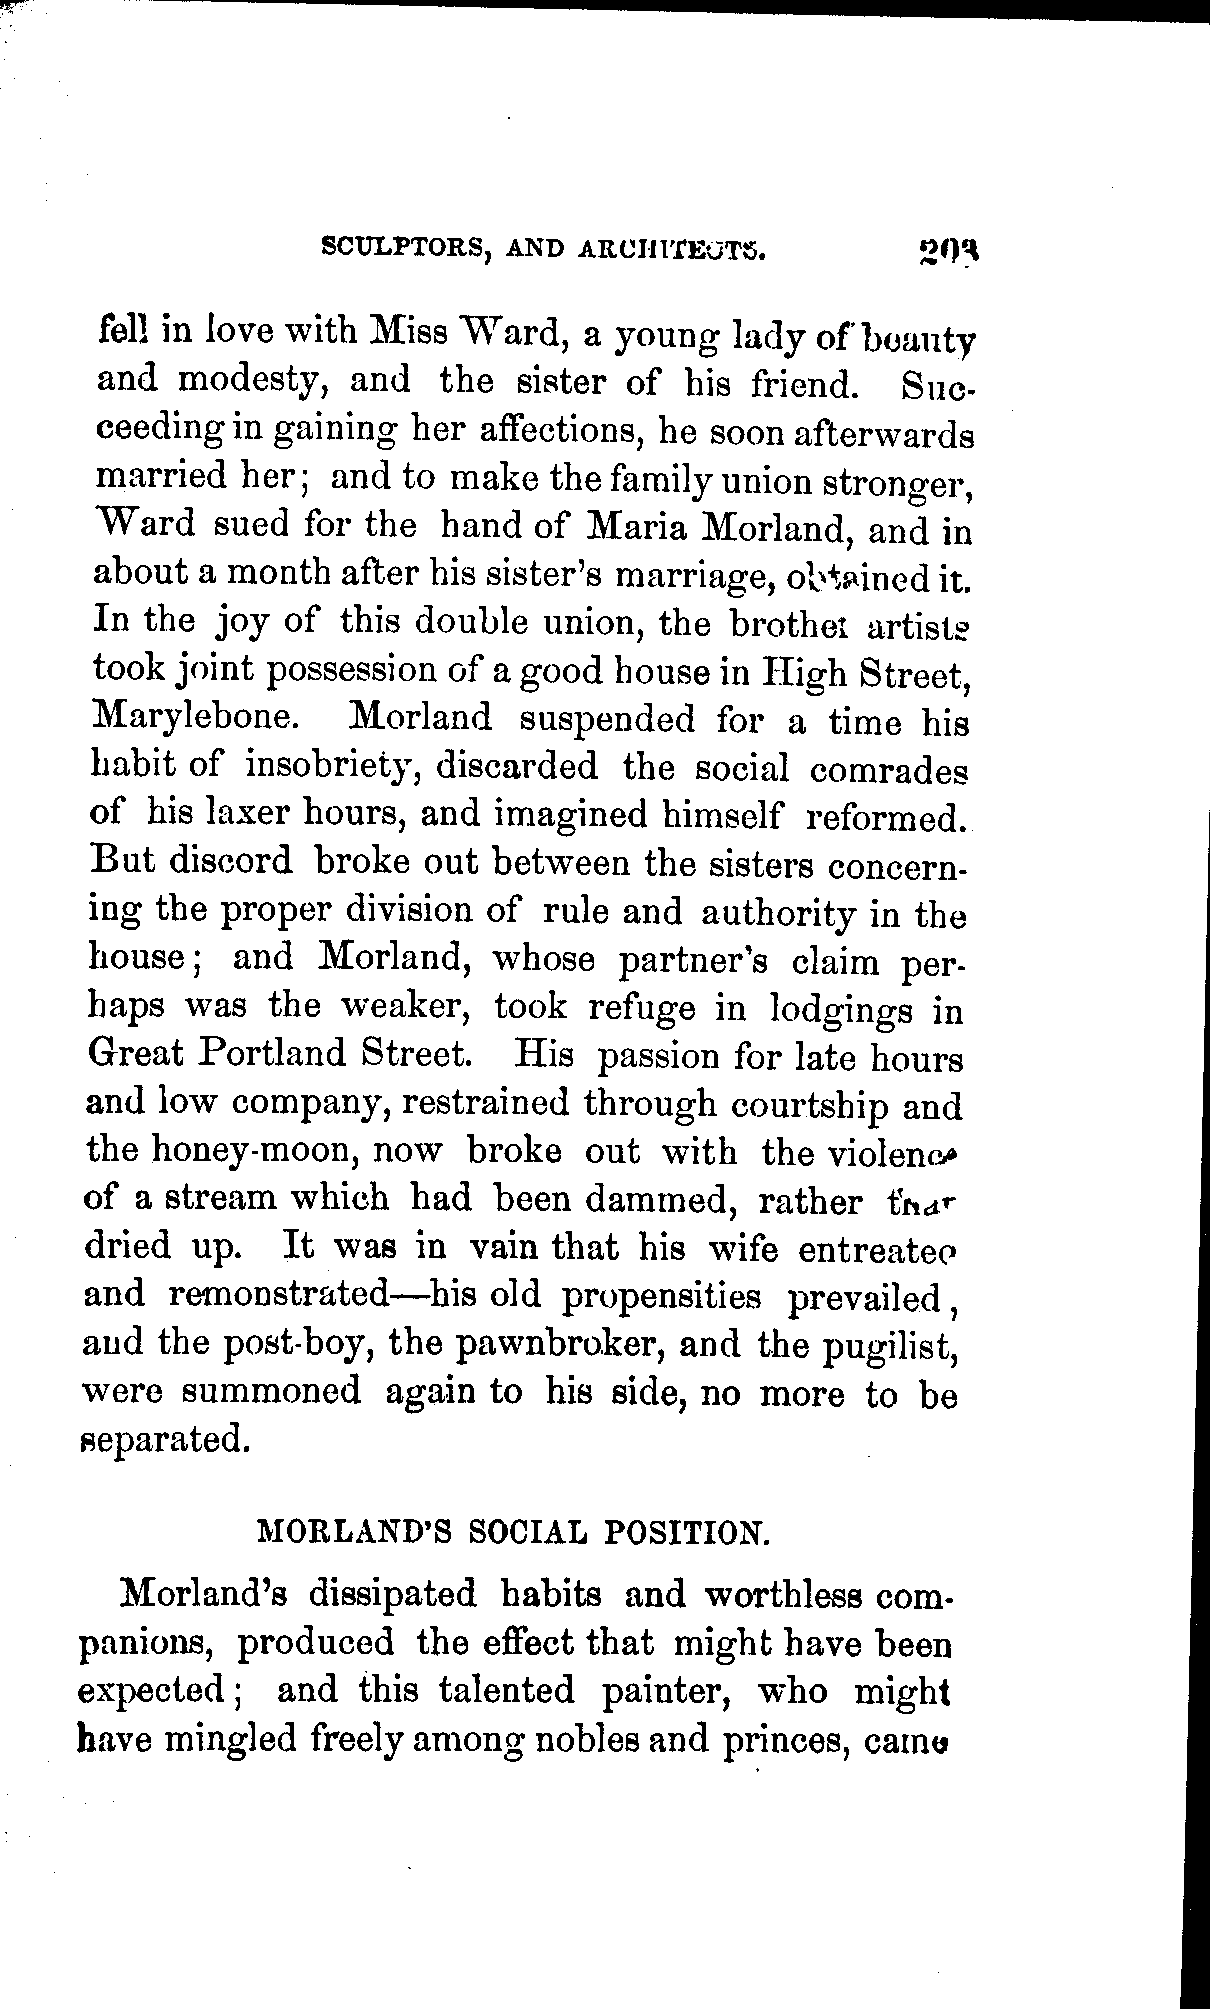 SCULPTORS, AND ARCHITECTS. 203
fell in love with Miss Ward, a young lady of beauty
and modesty, and the sister of his friend. Suc-
ceeding in gaining her affections, he soon afterwards
married her; and to make the family union stronger,
Ward sued for the hand of Maria Morland, and in
about a month after his sister's marriage, obtained it.
In the joy of this double union, the brother artists
took joint possession of a good house in High Street,
Marylebone. Morland suspended for a time his
habit of insobriety, discarded the social comrades
of his laxer hours, and imagined himself reformed.
But discord broke out between the sisters concern-
ing the proper division of rule and authority in the
house; and Morland, whose partner's claim per-
haps was the weaker, took refuge in lodgings in
Great Portland Street. His passion for late hours
and low company, restrained through courtship and
the honey-moon, now broke out with the violence
of a stream which had been dammed, rather than
dried up. It was in vain that his wife entreated
and remonstrated—his old propensities prevailed,
and the post-boy, the pawnbroker, and the pugilist,
were summoned again to his side, no more to be
separated.
MORLAND'S SOCIAL POSITION.
Morland's dissipated habits and worthless com-
panions, produced the effect that might have been
expected; and this talented painter, who might
have mingled freely among nobles and princes, came